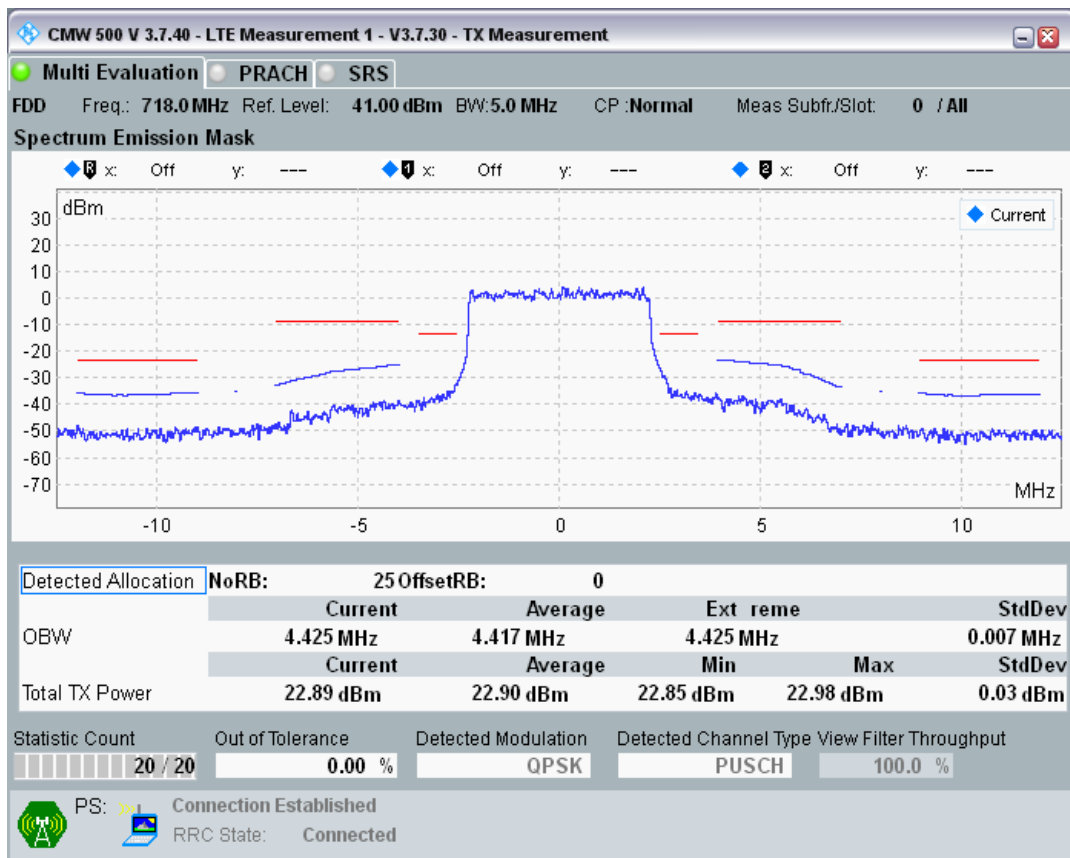 CMW 500 V 3.7.40 - LTE Measurement 1 - V3.7.30 - TX Measurement
Multi Evaluation PRACH SRS
FDD Freq.: 718.0 MHz Ref. Level: 41.00 dBm BW:5.0 MHz CP :Normal Meas Subfr./Slot: 0 / All
Spectrum Emission Mask
R x: Off y: --- 1 x: Off y: --- 2 x: Off y: ---
dBm
Current
30
20
10
0
-10
-20
-30
-40
-50
-60
-70
MHz
-10 -5 0 5 10
Detected Allocation NoRB: 25 OffsetRB: 0
Current Average Ext reme StdDev
OBW 4.425 MHz 4.417 MHz 4.425 MHz 0.007 MHz
Current Average Min Max StdDev
Total TX Power 22.89 dBm 22.90 dBm 22.85 dBm 22.98 dBm 0.03 dBm
Statistic Count Out of Tolerance Detected Modulation Detected Channel Type View Filter Throughput
20 / 20 0.00 % QPSK PUSCH 100.0 %
PS: Connection Established
RRC State: Connected